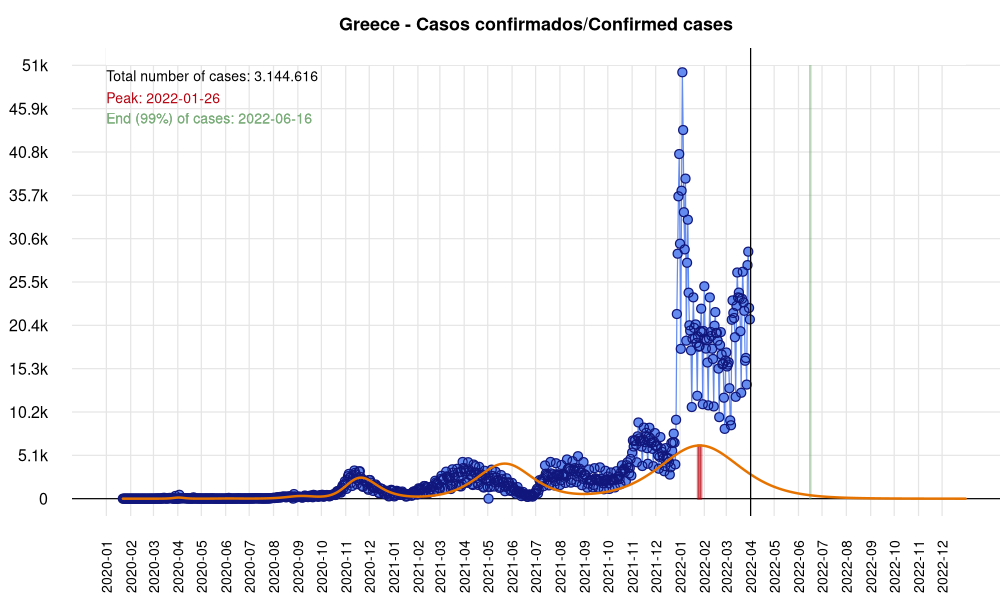 Greece - Casos confirmados/Confirmed cases
Total number of cases: 3.144.616
Peak: 2022-01-26
End (99%) of cases: 2022-06-16
51k
45.9k
40.8k
35.7k
30.6k
25.5k
20.4k
15.3k
10.2k
5.1k
0
2020-01
2020-02
2020-03
2020-04
2020-05
2020-06
2020-07
2020-08
2020-09
2020-10
2020-11
2020-12
2021-01
2021-02
2021-03
2021-04
2021-05
2021-06
2021-07
2021-08
2021-09
2021-10
2021-11
2021-12
2022-01
2022-02
2022-03
2022-04
2022-05
2022-06
2022-07
2022-08
2022-09
2022-10
2022-11
2022-12